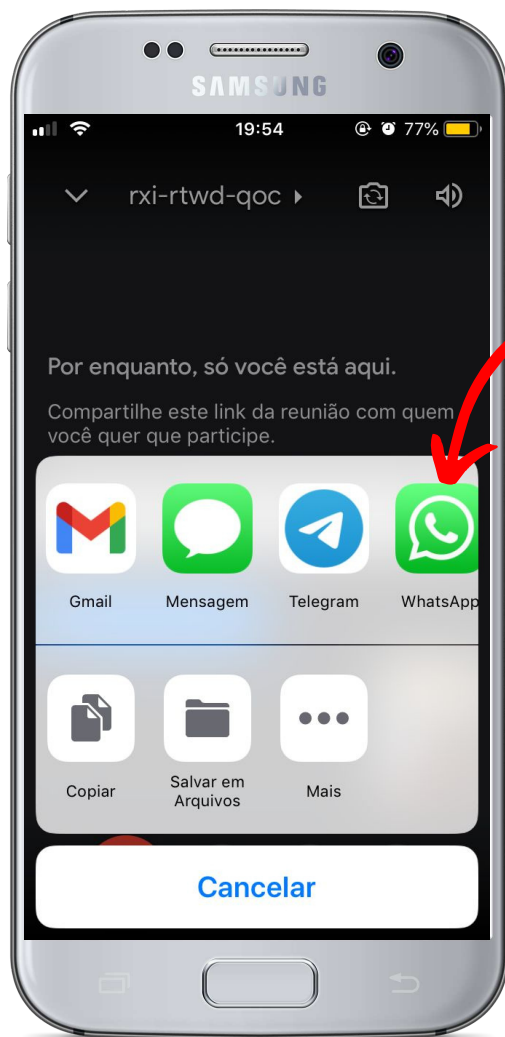 SAMSUNG
19:54
77%
rxi-rtwd-qoc
Por enquanto, só você está aqui.
Compartilhe este link da reunião com quem
você quer que participe.
Gmail
Mensagem
Telegram
WhatsApp
Copiar
Salvar em
Arquivos
Mais
Cancelar